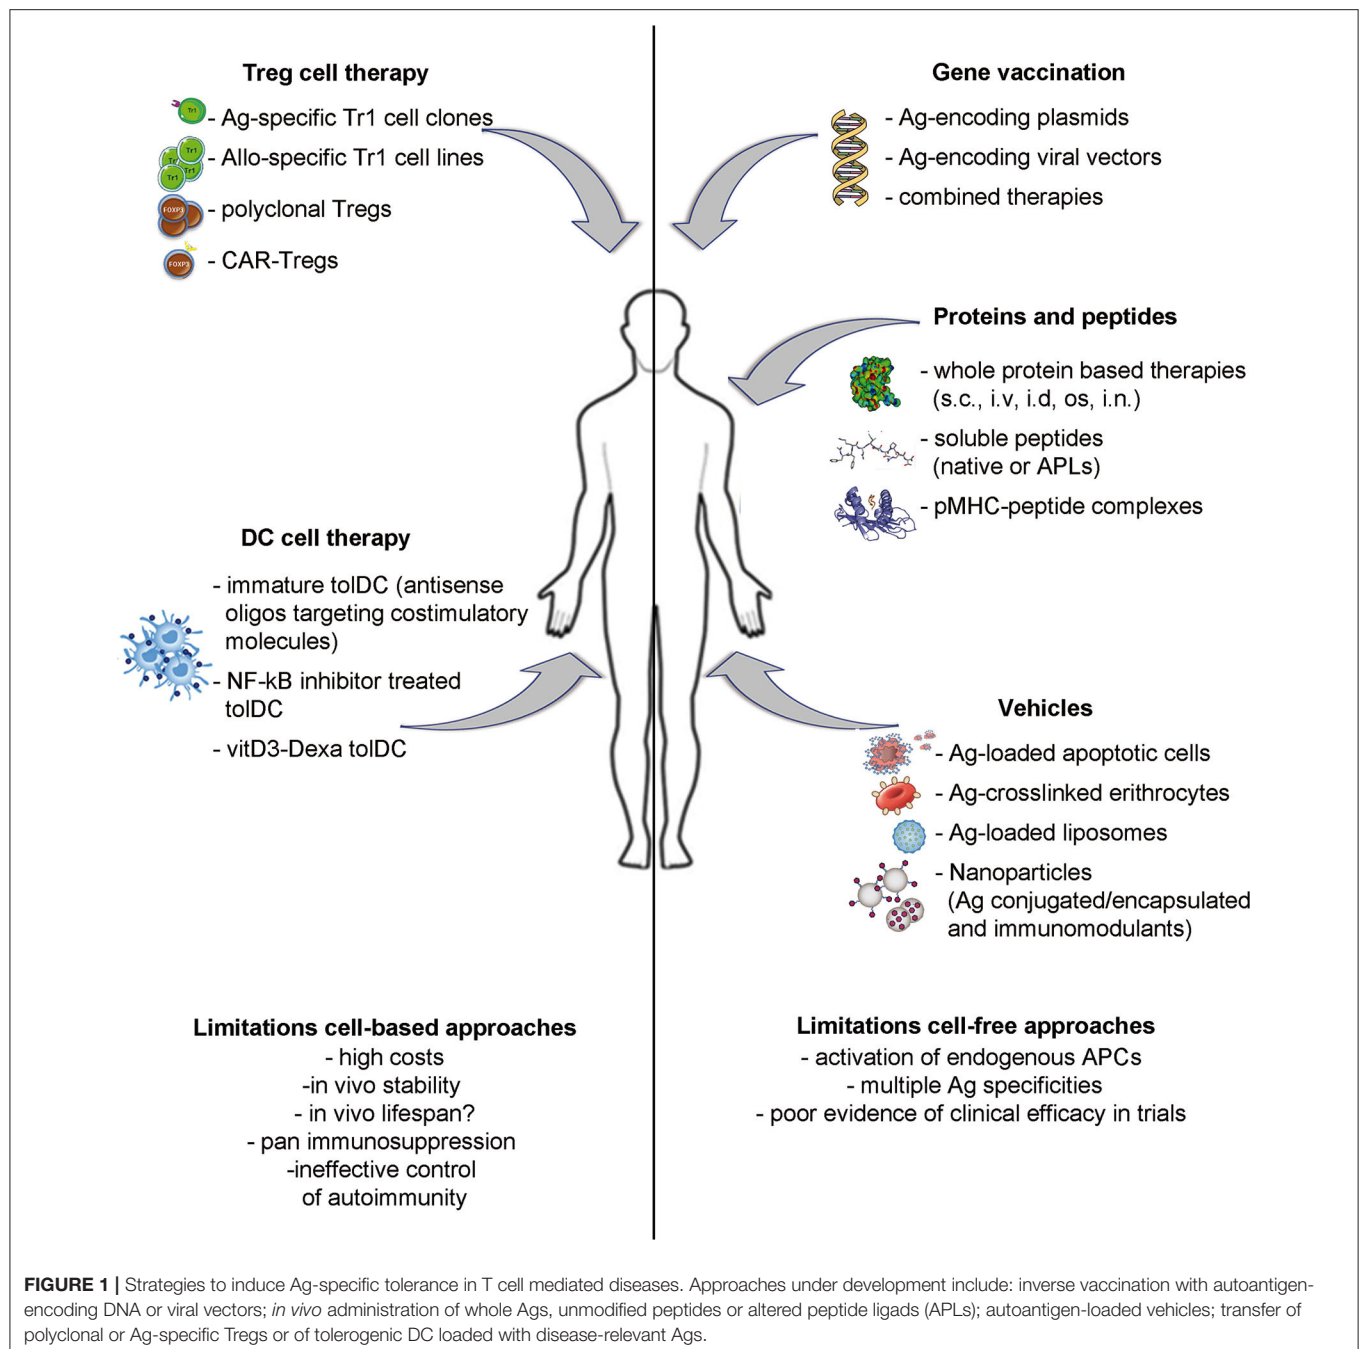 Treg cell therapy
Tr1
- Ag-specific Tr1 cell clones
Tr1
Tr1
Tr1
- Allo-specific Tr1 cell lines
FOXP3
- polyclonal Tregs
FOXP3
- CAR-Tregs
DC cell therapy
- immature tolDC (antisense
oligos targeting costimulatory
molecules)
- NF-kB inhibitor treated
tolDC
- vitD3-Dexa tolDC
Limitations cell-based approaches
- high costs
-in vivo stability
- in vivo lifespan?
- pan immunosuppression
-ineffective control
of autoimmunity
Gene vaccination
- Ag-encoding plasmids
- Ag-encoding viral vectors
- combined therapies
Proteins and peptides
- whole protein based therapies
(s.c., i.v, i.d, os, i.n.)
- soluble peptides
(native or APLs)
- pMHC-peptide complexes
Vehicles
- Ag-loaded apoptotic cells
- Ag-crosslinked erithrocytes
- Ag-loaded liposomes
- Nanoparticles
(Ag conjugated/encapsulated
and immunomodulants)
Limitations cell-free approaches
- activation of endogenous APCs
- multiple Ag specificities
- poor evidence of clinical efficacy in trials
FIGURE 1 | Strategies to induce Ag-specific tolerance in T cell mediated diseases. Approaches under development include: inverse vaccination with autoantigen-
encoding DNA or viral vectors; in vivo administration of whole Ags, unmodified peptides or altered peptide ligads (APLs); autoantigen-loaded vehicles; transfer of
polyclonal or Ag-specific Tregs or of tolerogenic DC loaded with disease-relevant Ags.